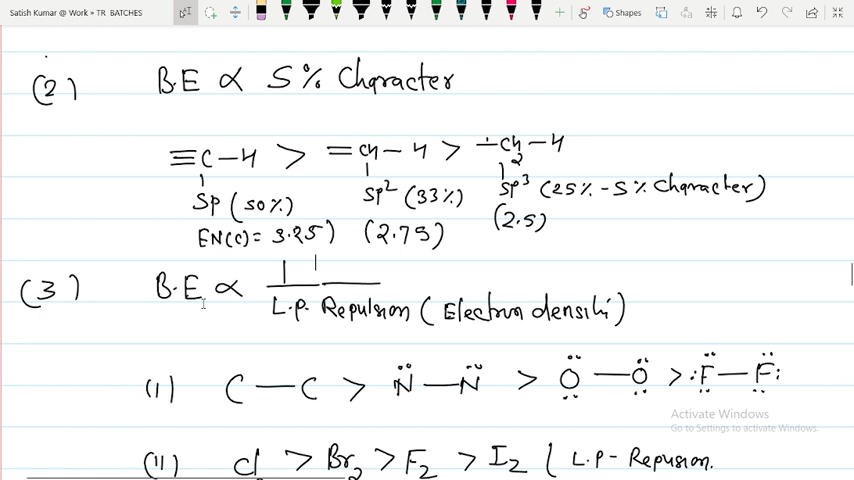 Satish Kumar @ Work » TR BATCHES
Shapes
(2) B.E ∝ S% Character
≡C–H > =CH–H > –CH2–H
Sp (50%) Sp² (33%) Sp³ (25% - S% Character)
EN(C)= 3.25) (2.75) (2.5)
(3) B.E ∝ 1
L.P. Repulsion (Electron densiti)
(I) C — C > N̈ — N̈ > :Ö — Ö: > :F̈ — F̈:
Activate Windows
Go to Settings to activate Windows.
(II) Cl2 > Br2 > F2 > I2 ( L.P - Repusion.